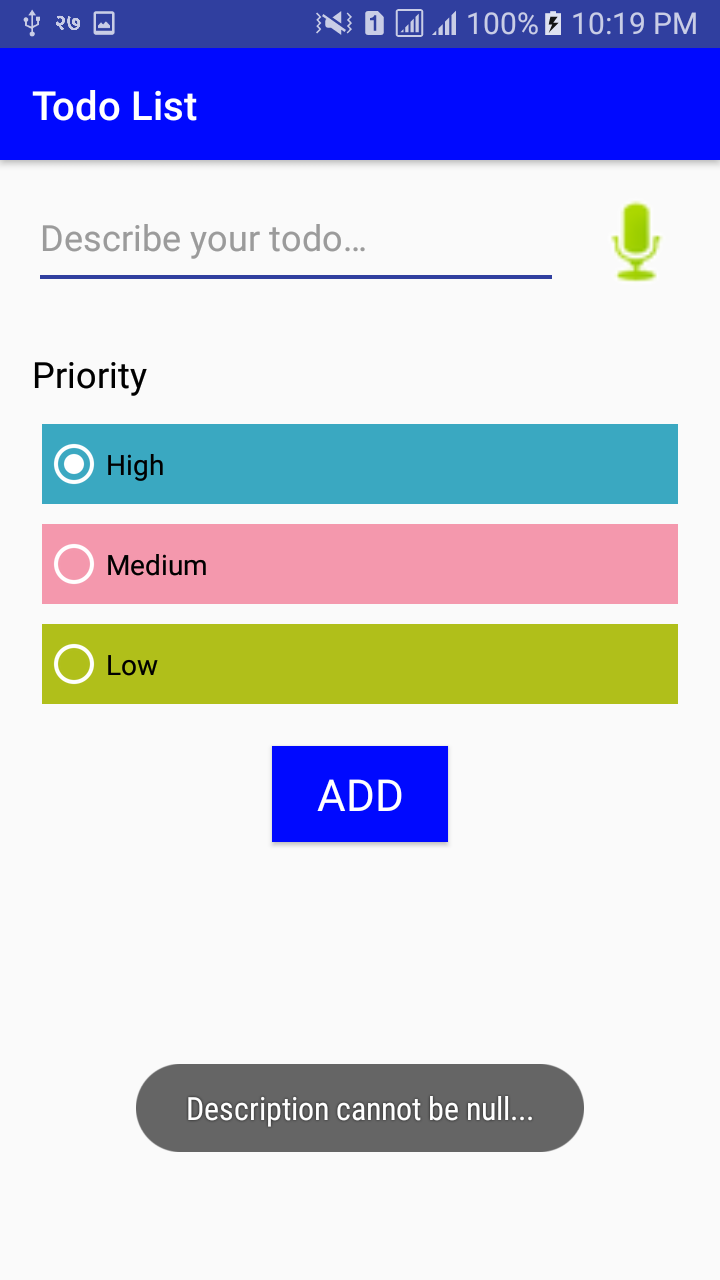 ২৭ 1 100% 10:19 PM
Todo List
Describe your todo...
Priority
High
Medium
Low
ADD
Description cannot be null...